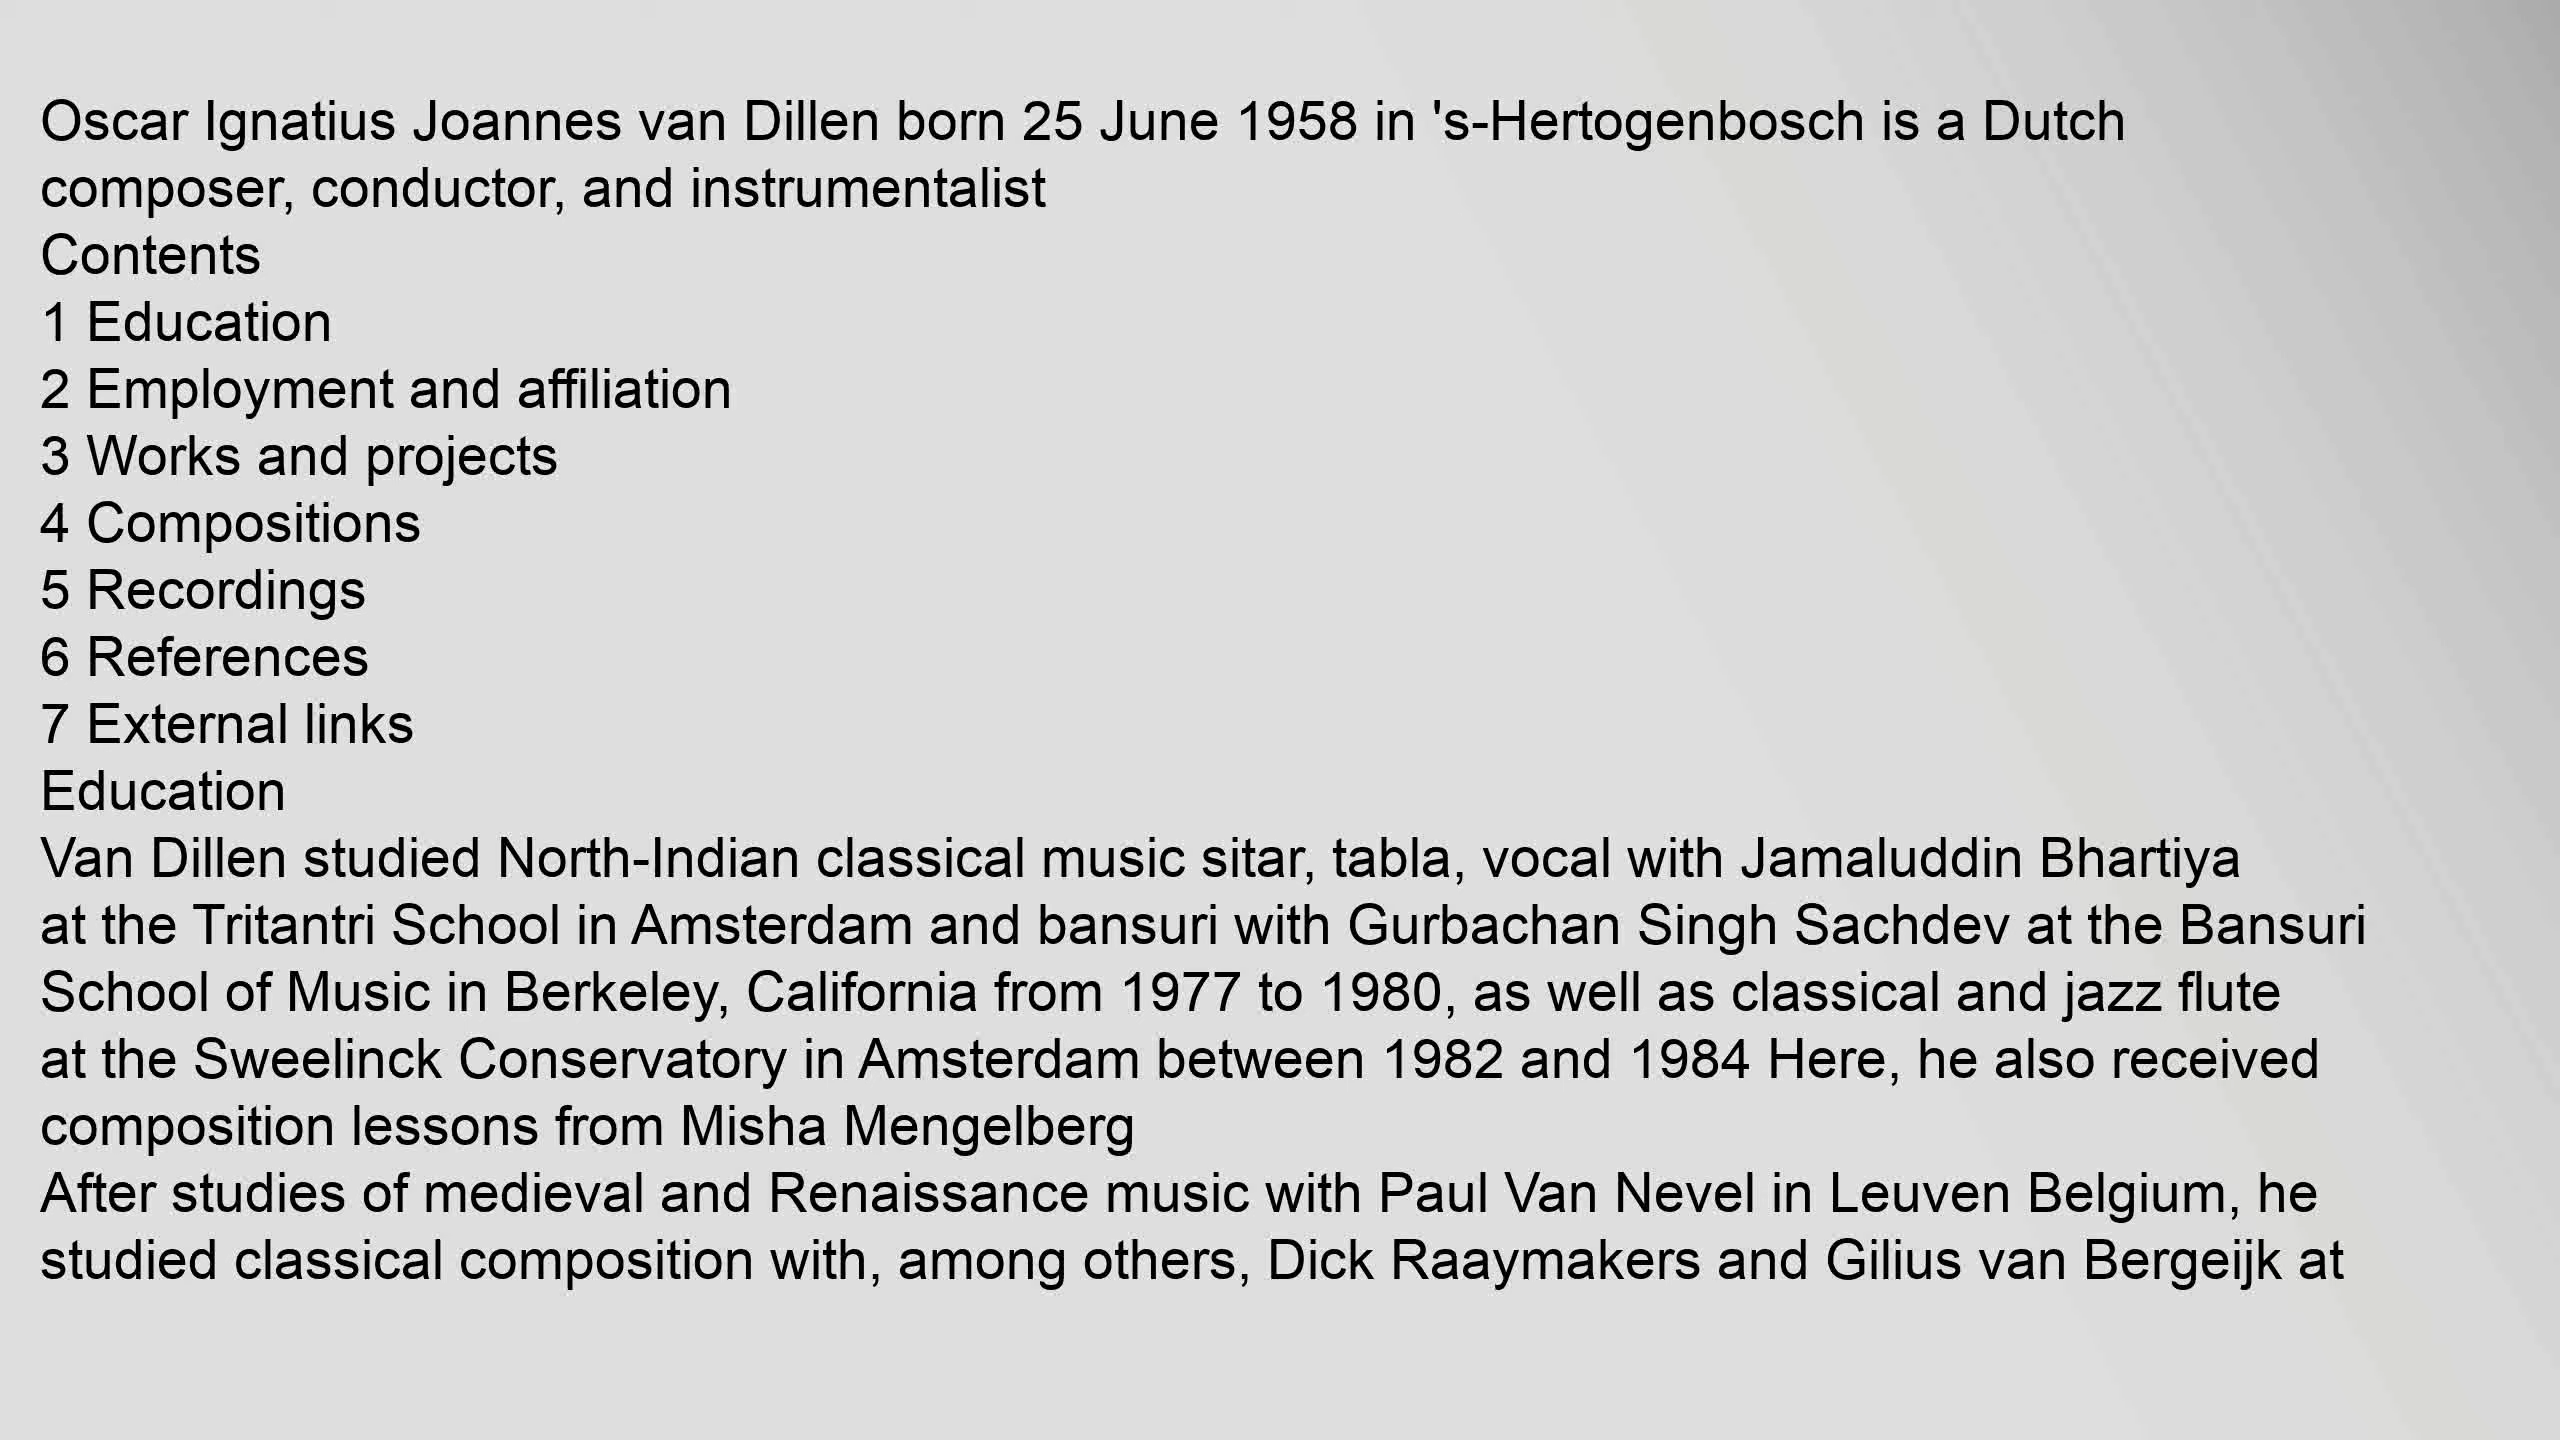 Oscar Ignatius Joannes van Dillen born 25 June 1958 in 's-Hertogenbosch is a Dutch
composer, conductor, and instrumentalist
Contents
1 Education
2 Employment and affiliation
3 Works and projects
4 Compositions
5 Recordings
6 References
7 External links
Education
Van Dillen studied North-Indian classical music sitar, tabla, vocal with Jamaluddin Bhartiya
at the Tritantri School in Amsterdam and bansuri with Gurbachan Singh Sachdev at the Bansuri
School of Music in Berkeley, California from 1977 to 1980, as well as classical and jazz flute
at the Sweelinck Conservatory in Amsterdam between 1982 and 1984 Here, he also received
composition lessons from Misha Mengelberg
After studies of medieval and Renaissance music with Paul Van Nevel in Leuven Belgium, he
studied classical composition with, among others, Dick Raaymakers and Gilius van Bergeijk at